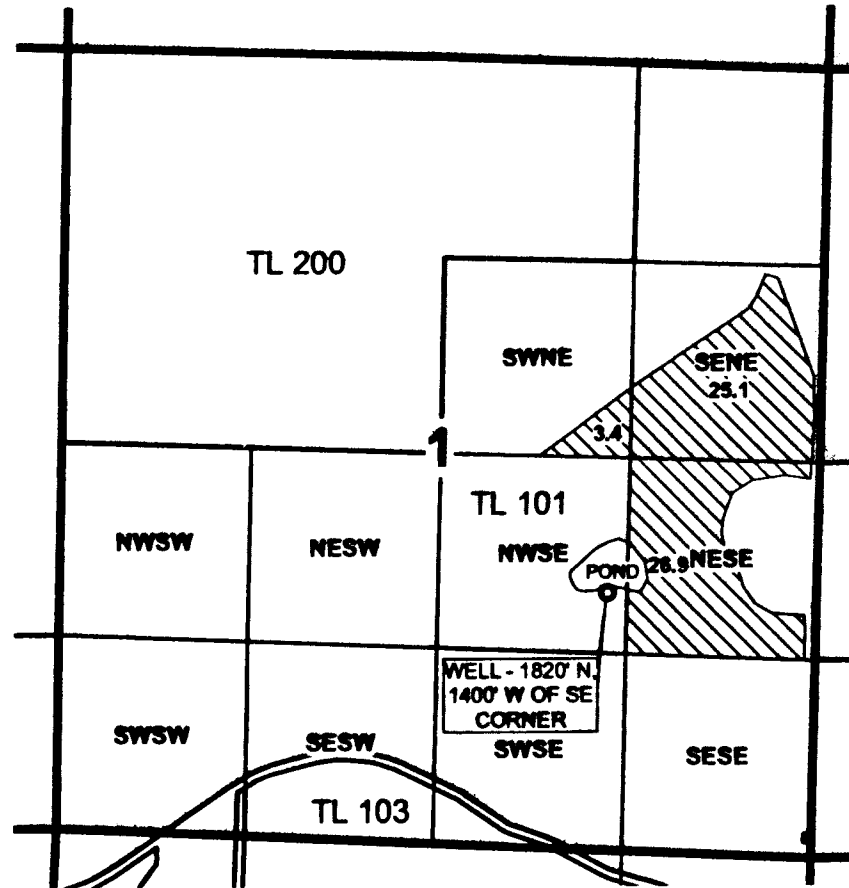 TL 200
SWNE
SENE
25.1
3.4
1
TL 101
NWSW
NESW
NWSE
POND
26.9 NESE
WELL - 1820' N,
1400' W OF SE
CORNER
SWSW
SESW
SWSE
SESE
TL 103